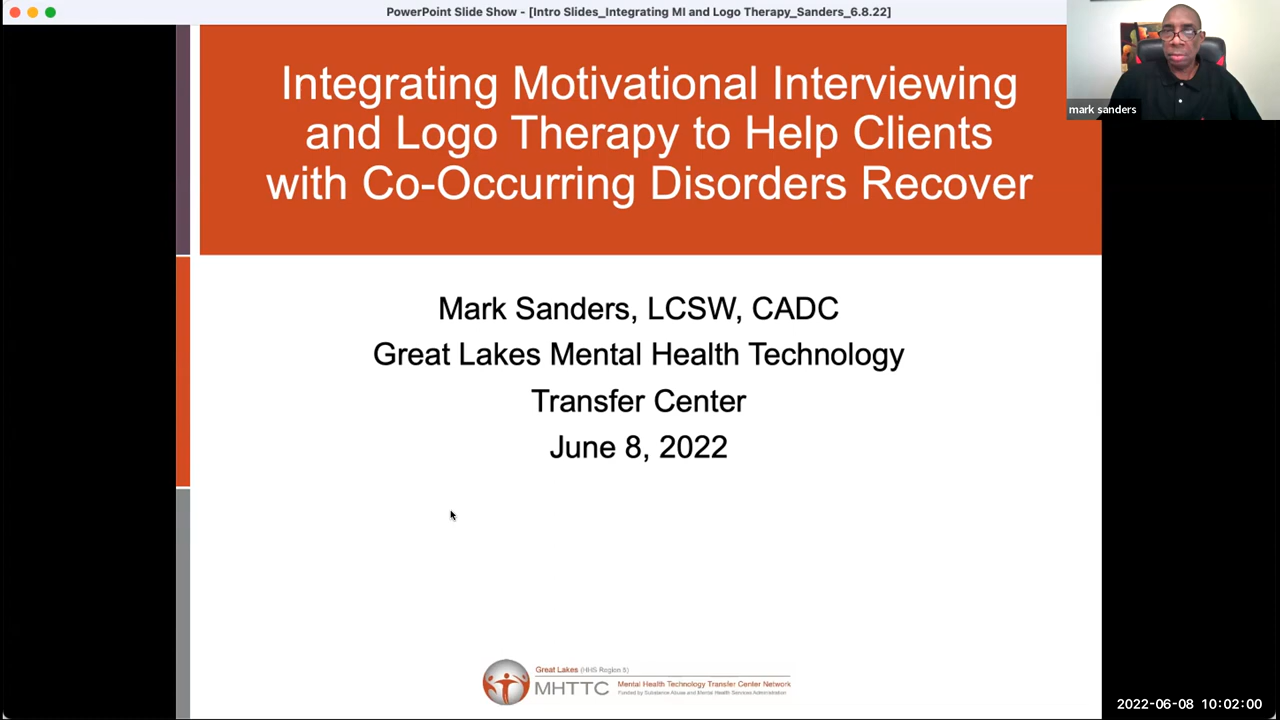 PowerPoint Slide Show - [Intro Slides_Integrating MI and Logo Therapy_Sanders_6.8.22]
Integrating Motivational Interviewing
and Logo Therapy to Help Clients
with Co-Occurring Disorders Recover
mark sanders
Mark Sanders, LCSW, CADC
Great Lakes Mental Health Technology
Transfer Center
June 8, 2022
Great Lakes (HHS Region 5)
MHTTC
Mental Health Technology Transfer Center Network
Funded by Substance Abuse and Mental Health Services Administration
2022-06-08 10:02:00